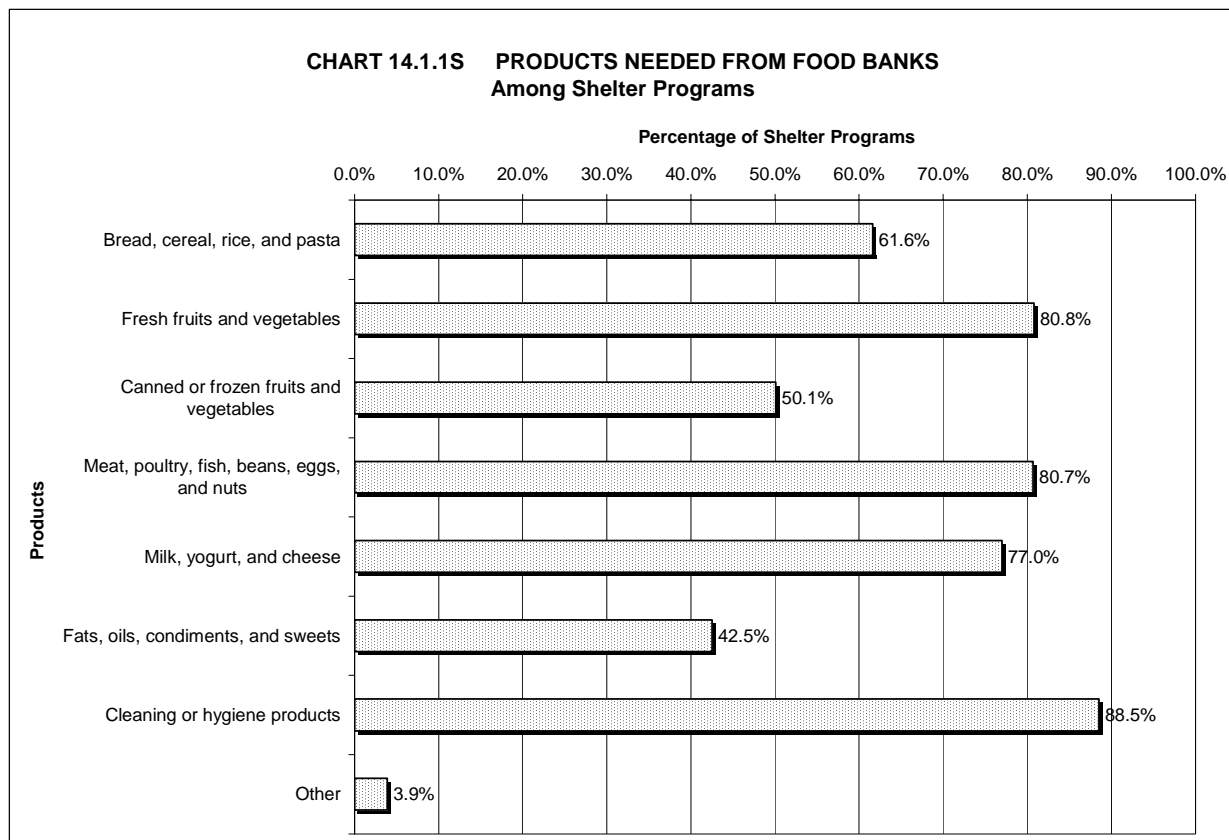 CHART 14.1.1S PRODUCTS NEEDED FROM FOOD BANKS
Among Shelter Programs
Percentage of Shelter Programs
0.0% 10.0% 20.0% 30.0% 40.0% 50.0% 60.0% 70.0% 80.0% 90.0% 100.0%
Products
Bread, cereal, rice, and pasta 61.6%
Fresh fruits and vegetables 80.8%
Canned or frozen fruits and
vegetables 50.1%
Meat, poultry, fish, beans, eggs,
and nuts 80.7%
Milk, yogurt, and cheese 77.0%
Fats, oils, condiments, and sweets 42.5%
Cleaning or hygiene products 88.5%
Other 3.9%